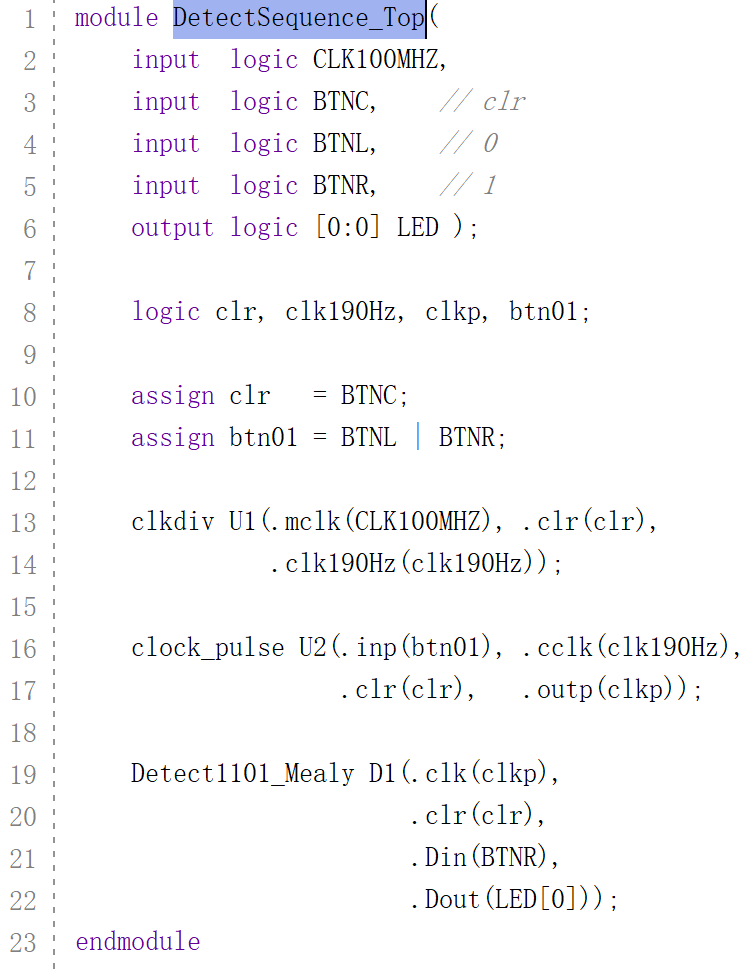 1 module DetectSequence_Top(
2 input logic CLK100MHZ,
3 input logic BTNC, // clr
4 input logic BTNL, // 0
5 input logic BTNR, // 1
6 output logic [0:0] LED );
7
8 logic clr, clk190Hz, clkp, btn01;
9
10 assign clr = BTNC;
11 assign btn01 = BTNL | BTNR;
12
13 clkdiv U1(.mclk(CLK100MHZ), .clr(clr),
14 .clk190Hz(clk190Hz));
15
16 clock_pulse U2(.inp(btn01), .cclk(clk190Hz),
17 .clr(clr), .outp(clkp));
18
19 Detect1101_Mealy D1(.clk(clkp),
20 .clr(clr),
21 .Din(BTNR),
22 .Dout(LED[0]));
23 endmodule